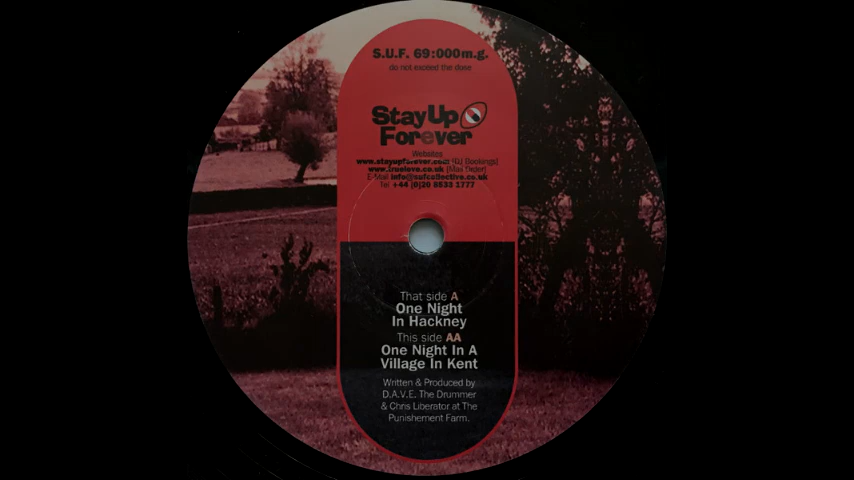 S.U.F. 69:000m.g.
do not exceed the dose
Stay Up
Forever
Websites
www.stayupforever.com (DJ Bookings)
www.truelove.co.uk (Mail Order)
E-Mail info@sufcollective.co.uk
Tel +44 (0)20 8533 1777
That side A
One Night
In Hackney
This side AA
One Night In A
Village In Kent
Written & Produced by
D.A.V.E. The Drummer
& Chris Liberator at The
Punishement Farm.